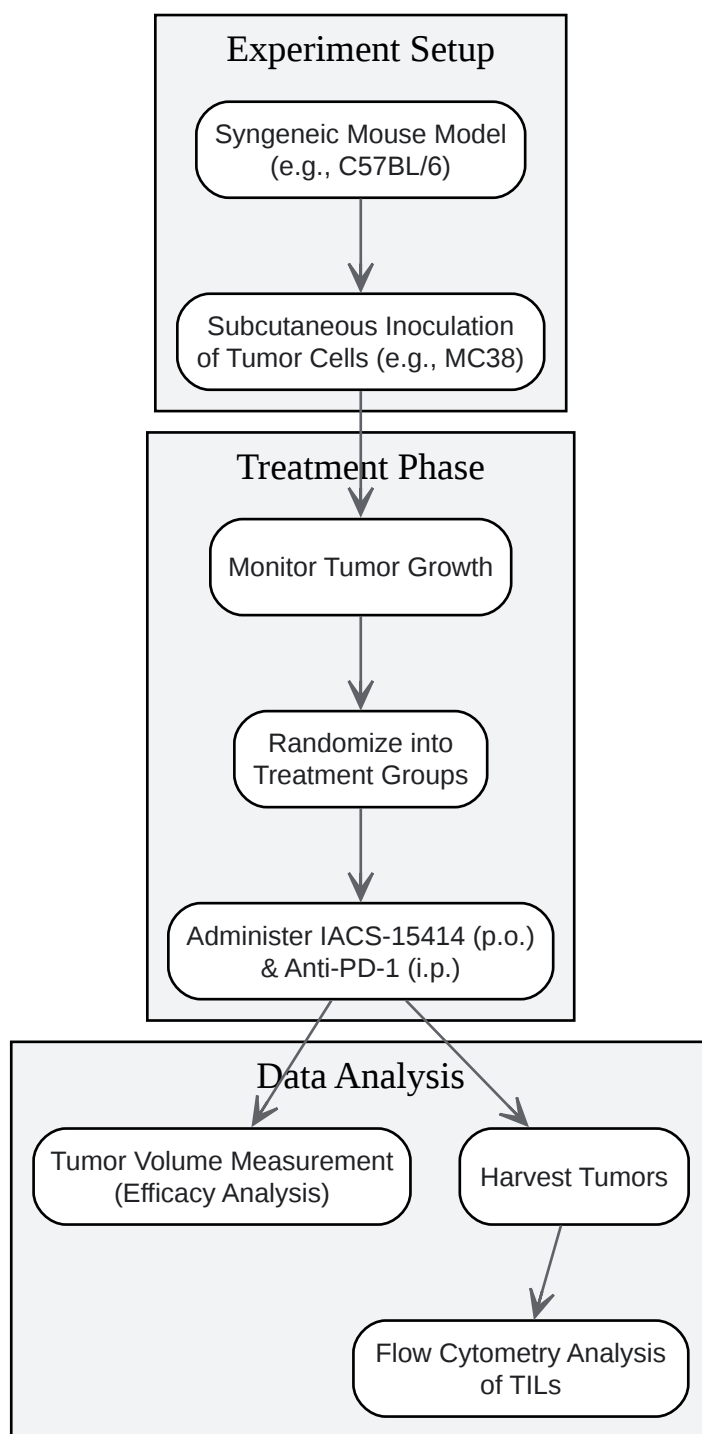 Experiment Setup
Syngeneic Mouse Model
(e.g., C57BL/6)
Subcutaneous Inoculation
of Tumor Cells (e.g., MC38)
Treatment Phase
Monitor Tumor Growth
Randomize into
Treatment Groups
Administer IACS-15414 (p.o.)
& Anti-PD-1 (i.p.)
Data Analysis
Tumor Volume Measurement
(Efficacy Analysis)
Harvest Tumors
Flow Cytometry Analysis
of TILs